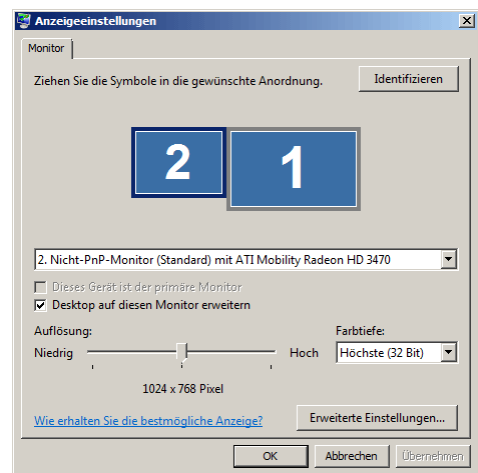 Anzeigeeinstellungen
Monitor
Ziehen Sie die Symbole in die gewünschte Anordnung.
Identifizieren
2
1
2. Nicht-PnP-Monitor (Standard) mit ATI Mobility Radeon HD 3470
Dieses Gerät ist der primäre Monitor
Desktop auf diesen Monitor erweitern
Auflösung:
Farbtiefe:
Niedrig
Hoch
Höchste (32 Bit)
1024 x 768 Pixel
Wie erhalten Sie die bestmögliche Anzeige?
Erweiterte Einstellungen...
OK
Abbrechen
Übernehmen